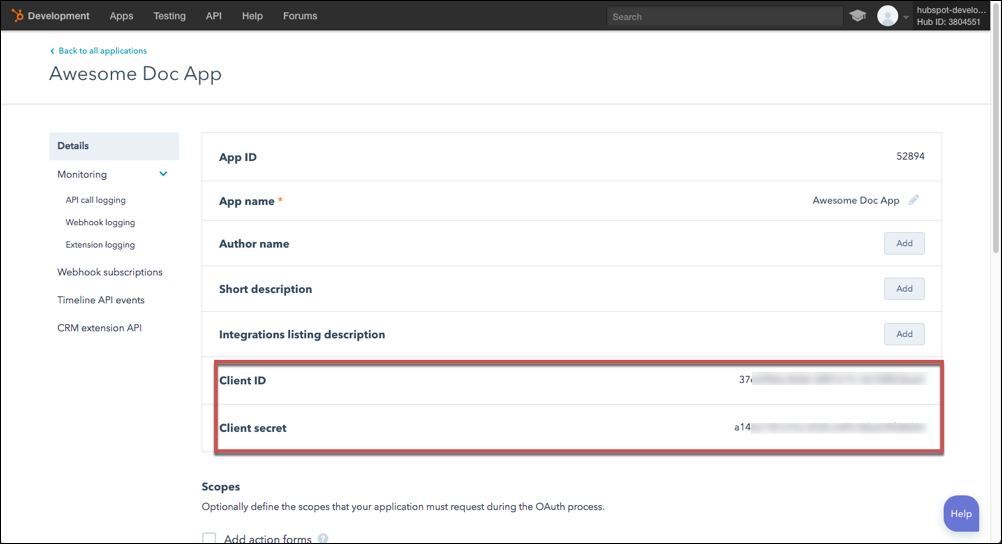 Development Apps Testing API Help Forums Search hubspot-develo...
Hub ID: 3804551
Back to all applications
Awesome Doc App
Details
Monitoring
API call logging
Webhook logging
Extension logging
Webhook subscriptions
Timeline API events
CRM extension API
App ID 52894
App name * Awesome Doc App
Author name Add
Short description Add
Integrations listing description Add
Client ID
Client secret
Scopes
Optionally define the scopes that your application must request during the OAuth process.
Add action forms ?
Help